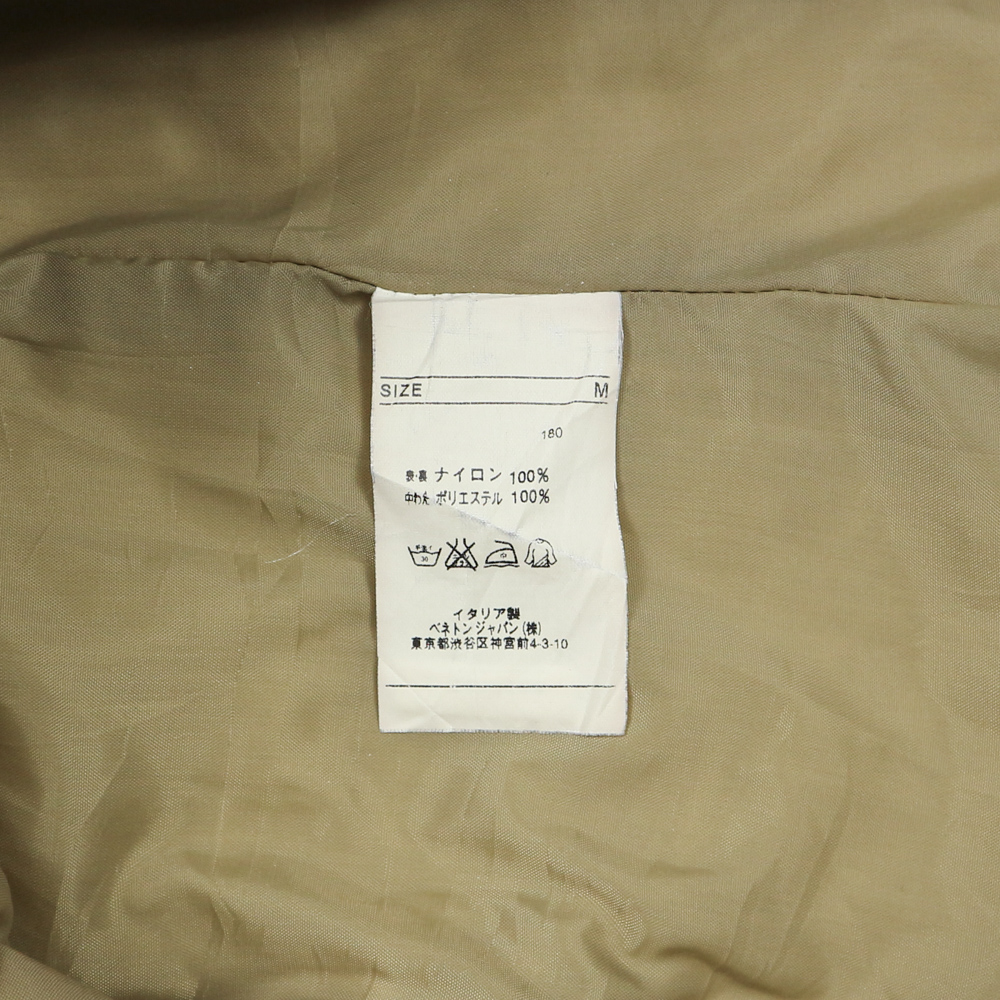 SIZE M
180
表・裏 ナイロン 100%
中わた ポリエステル 100%
30
イタリア製
ベネトンジャパン(株)
東京都渋谷区神宮前4-3-10